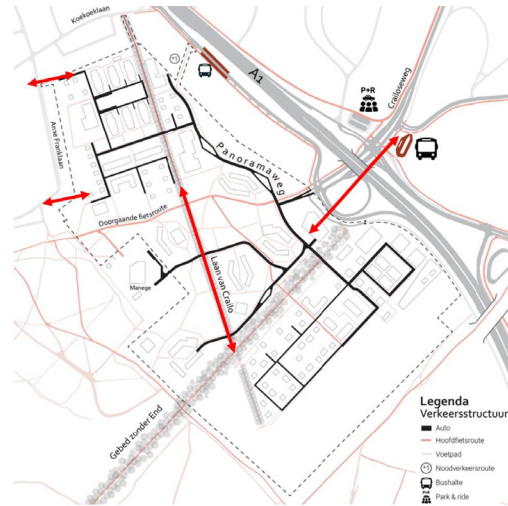 Koekoeklaan
A1
P+R
Crailoseweg
Anne Franklaan
Panoramaweg
Doorgaande fietsroute
Manege
Laan van Crailo
Gebed zonder End
Legenda
Verkeersstructuur
Auto
Hoofdfietsroute
Voetpad
Noodverkeersroute
Bushalte
Park & ride